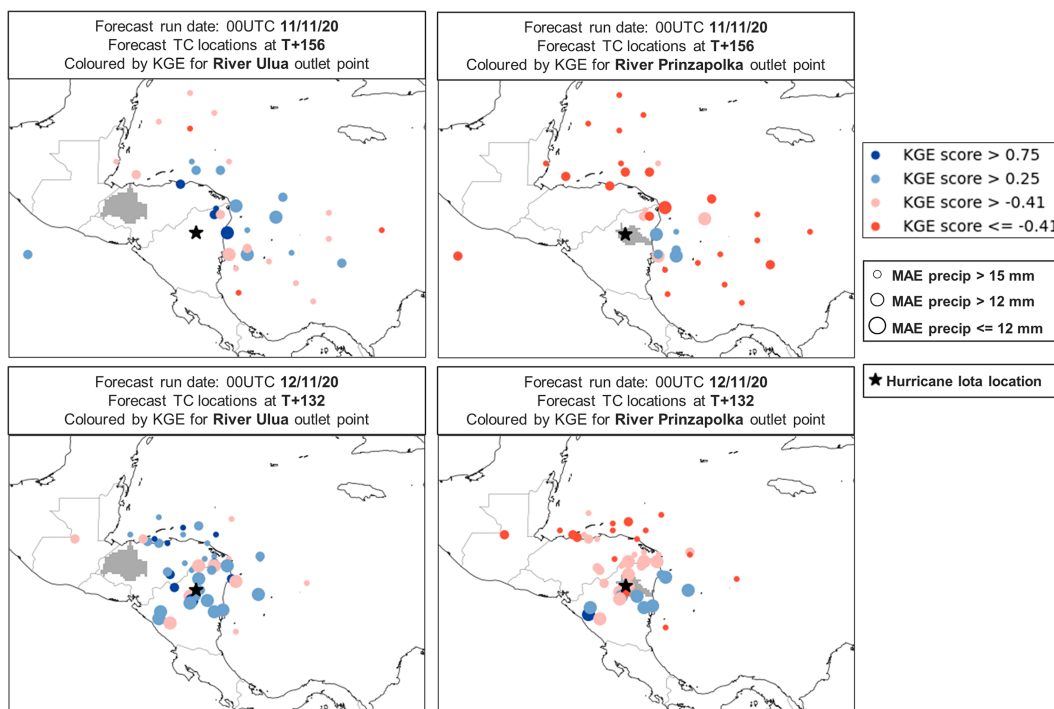 Forecast run date: 00UTC 11/11/20
Forecast TC locations at T+156
Coloured by KGE for River Ulua outlet point
Forecast run date: 00UTC 11/11/20
Forecast TC locations at T+156
Coloured by KGE for River Prinzapolka outlet point
KGE score > 0.75
KGE score > 0.25
KGE score > -0.41
KGE score <= -0.41
MAE precip > 15 mm
MAE precip > 12 mm
MAE precip <= 12 mm
Hurricane Iota location
Forecast run date: 00UTC 12/11/20
Forecast TC locations at T+132
Coloured by KGE for River Ulua outlet point
Forecast run date: 00UTC 12/11/20
Forecast TC locations at T+132
Coloured by KGE for River Prinzapolka outlet point